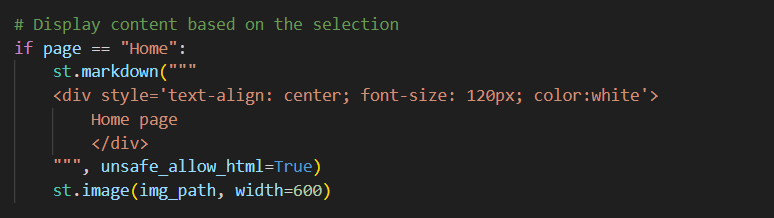 # Display content based on the selection
if page == "Home":
    st.markdown("""
    <div style='text-align: center; font-size: 120px; color:white'>
        Home page
        </div>
    """, unsafe_allow_html=True)
    st.image(img_path, width=600)